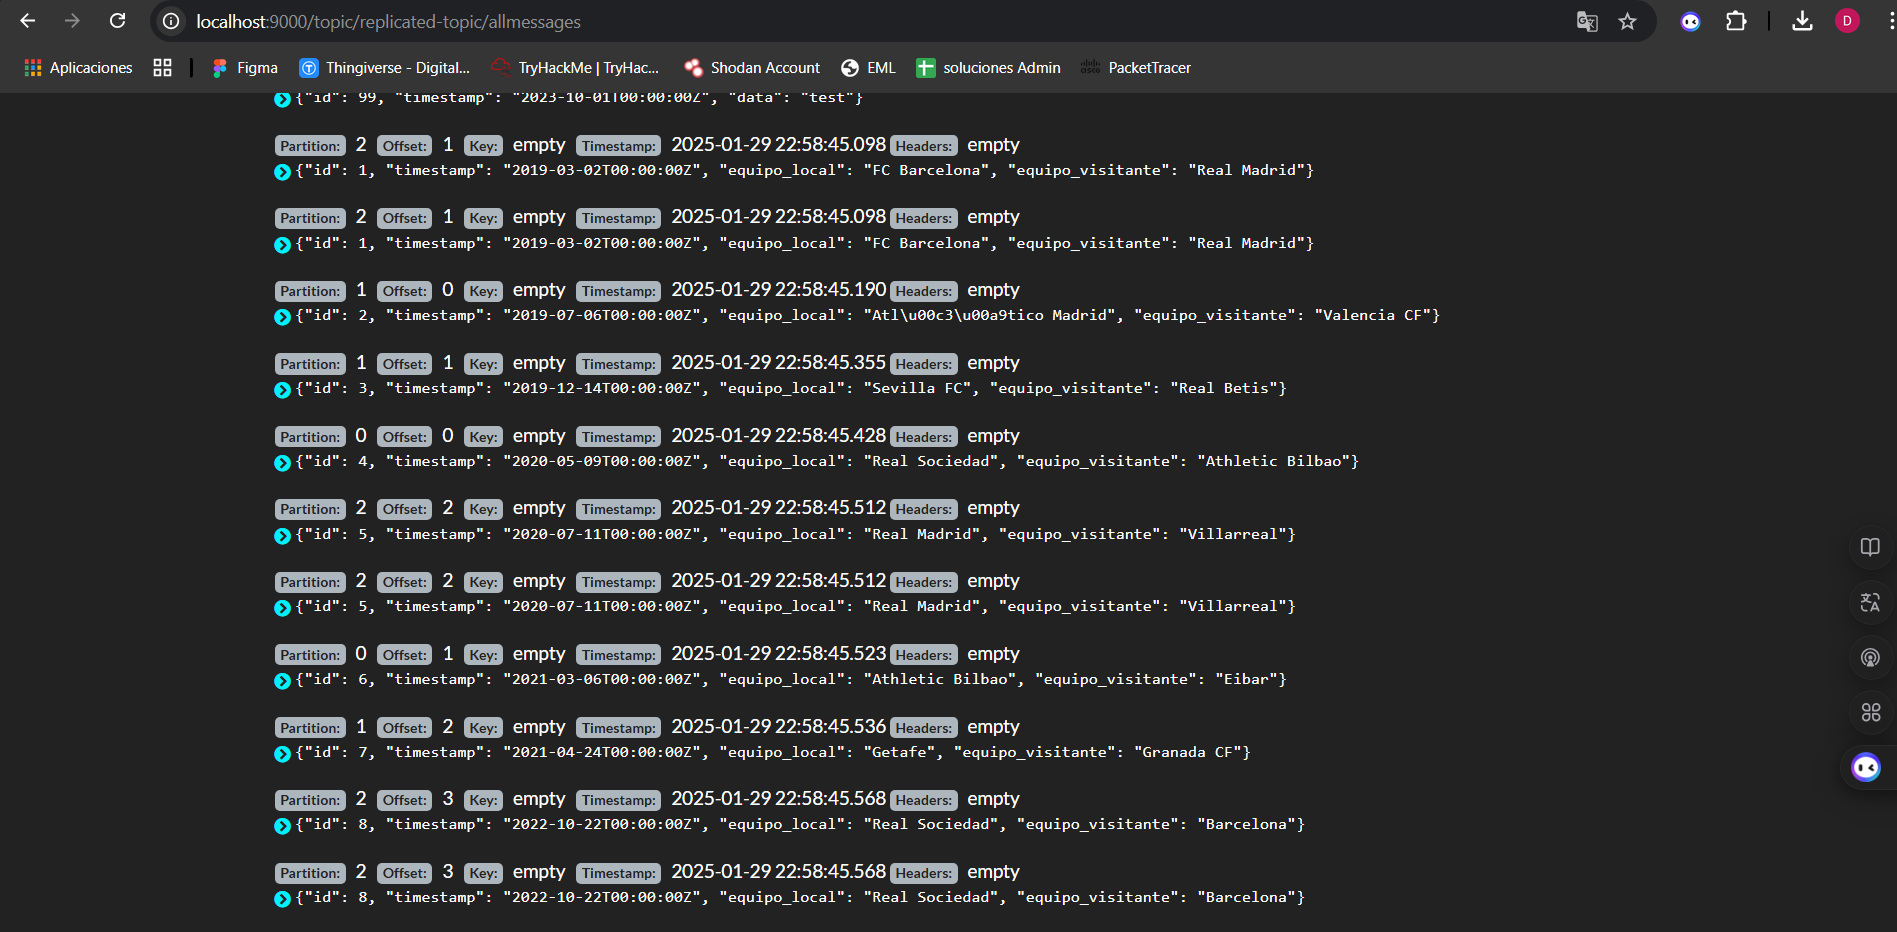 localhost:9000/topic/replicated-topic/allmessages
D
Aplicaciones Figma Thingiverse - Digital... TryHackMe | TryHac... Shodan Account EML soluciones Admin PacketTracer
{"id": 99, "timestamp": "2023-10-01T00:00:00Z", "data": "test"}
Partition: 2 Offset: 1 Key: empty Timestamp: 2025-01-29 22:58:45.098 Headers: empty
{"id": 1, "timestamp": "2019-03-02T00:00:00Z", "equipo_local": "FC Barcelona", "equipo_visitante": "Real Madrid"}
Partition: 2 Offset: 1 Key: empty Timestamp: 2025-01-29 22:58:45.098 Headers: empty
{"id": 1, "timestamp": "2019-03-02T00:00:00Z", "equipo_local": "FC Barcelona", "equipo_visitante": "Real Madrid"}
Partition: 1 Offset: 0 Key: empty Timestamp: 2025-01-29 22:58:45.190 Headers: empty
{"id": 2, "timestamp": "2019-07-06T00:00:00Z", "equipo_local": "Atl\u00c3\u00a9tico Madrid", "equipo_visitante": "Valencia CF"}
Partition: 1 Offset: 1 Key: empty Timestamp: 2025-01-29 22:58:45.355 Headers: empty
{"id": 3, "timestamp": "2019-12-14T00:00:00Z", "equipo_local": "Sevilla FC", "equipo_visitante": "Real Betis"}
Partition: 0 Offset: 0 Key: empty Timestamp: 2025-01-29 22:58:45.428 Headers: empty
{"id": 4, "timestamp": "2020-05-09T00:00:00Z", "equipo_local": "Real Sociedad", "equipo_visitante": "Athletic Bilbao"}
Partition: 2 Offset: 2 Key: empty Timestamp: 2025-01-29 22:58:45.512 Headers: empty
{"id": 5, "timestamp": "2020-07-11T00:00:00Z", "equipo_local": "Real Madrid", "equipo_visitante": "Villarreal"}
Partition: 2 Offset: 2 Key: empty Timestamp: 2025-01-29 22:58:45.512 Headers: empty
{"id": 5, "timestamp": "2020-07-11T00:00:00Z", "equipo_local": "Real Madrid", "equipo_visitante": "Villarreal"}
Partition: 0 Offset: 1 Key: empty Timestamp: 2025-01-29 22:58:45.523 Headers: empty
{"id": 6, "timestamp": "2021-03-06T00:00:00Z", "equipo_local": "Athletic Bilbao", "equipo_visitante": "Eibar"}
Partition: 1 Offset: 2 Key: empty Timestamp: 2025-01-29 22:58:45.536 Headers: empty
{"id": 7, "timestamp": "2021-04-24T00:00:00Z", "equipo_local": "Getafe", "equipo_visitante": "Granada CF"}
Partition: 2 Offset: 3 Key: empty Timestamp: 2025-01-29 22:58:45.568 Headers: empty
{"id": 8, "timestamp": "2022-10-22T00:00:00Z", "equipo_local": "Real Sociedad", "equipo_visitante": "Barcelona"}
Partition: 2 Offset: 3 Key: empty Timestamp: 2025-01-29 22:58:45.568 Headers: empty
{"id": 8, "timestamp": "2022-10-22T00:00:00Z", "equipo_local": "Real Sociedad", "equipo_visitante": "Barcelona"}